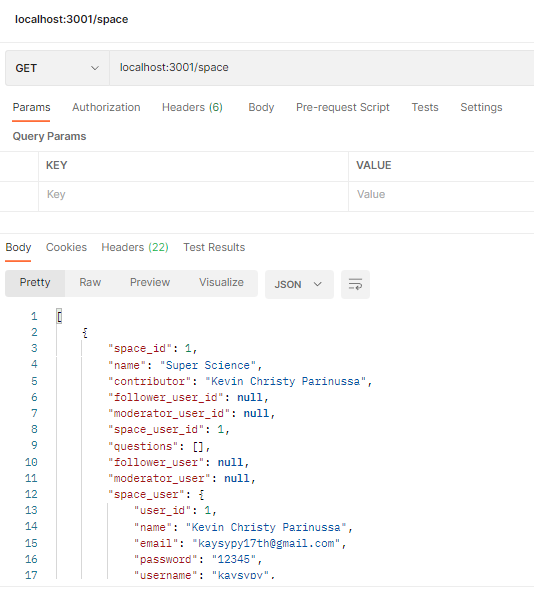 localhost:3001/space
GET localhost:3001/space
Params Authorization Headers (6) Body Pre-request Script Tests Settings
Query Params
KEY VALUE
Key Value
Body Cookies Headers (22) Test Results
Pretty Raw Preview Visualize JSON
1 [
2 {
3 "space_id": 1,
4 "name": "Super Science",
5 "contributor": "Kevin Christy Parinussa",
6 "follower_user_id": null,
7 "moderator_user_id": null,
8 "space_user_id": 1,
9 "questions": [],
10 "follower_user": null,
11 "moderator_user": null,
12 "space_user": {
13 "user_id": 1,
14 "name": "Kevin Christy Parinussa",
15 "email": "kaysypy17th@gmail.com",
16 "password": "12345",
17 "username": "kaysypy",